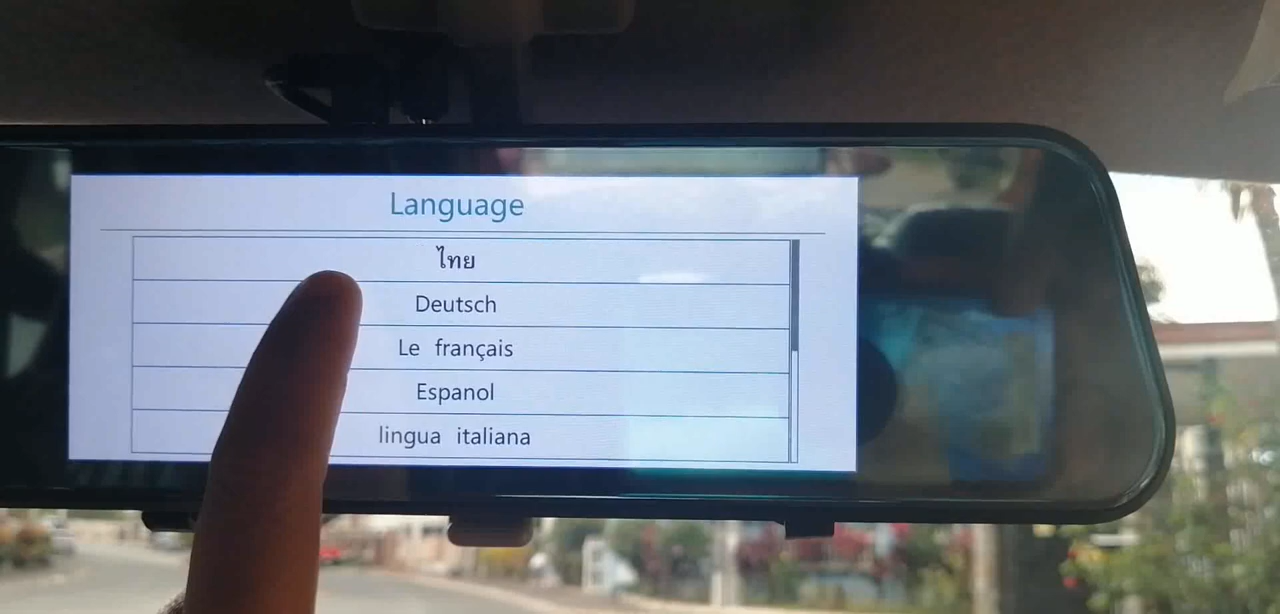 Language
ไทย
Deutsch
Le français
Espanol
lingua italiana